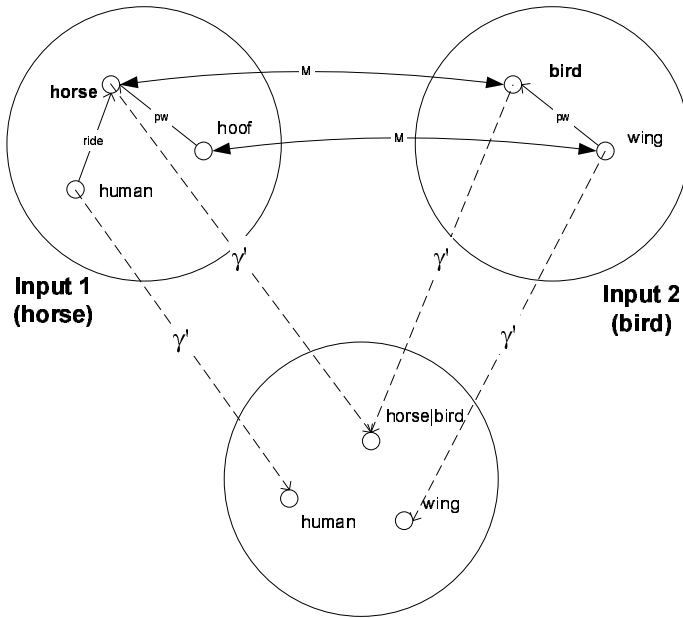 M
bird
horse
pw
hoof
pw
wing
ride
M
human
γ'
γ'
Input 1
(horse)
Input 2
(bird)
γ'
γ'
horse|bird
wing
human